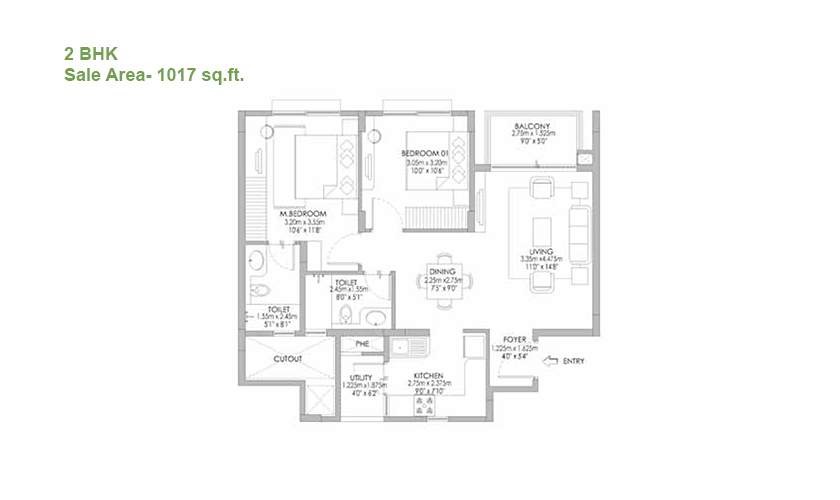 2 BHK
Sale Area- 1017 sq.ft.
BALCONY
2.75m x 1.525m
9'0" x 5'0"
BEDROOM 01
3.05m x 3.20m
10'0" x 10'6"
M.BEDROOM
3.20m x 3.55m
10'6" x 11'8"
LIVING
3.35m x4.475m
11'0" x 14'8"
DINING
2.25m x2.75m
7'5" x 9'0"
TOILET
2.45m x1.55m
8'0" x 5'1"
TOILET
1.55m x 2.45m
5'1" x 8'1"
FOYER
1.225m x 1.625m
4'0" x 5'4"
ENTRY
PHE
CUTOUT
UTILITY
1.225m x1.875m
4'0" x 6'2"
KITCHEN
2.75m x 2.375m
9'0" x 7'10"